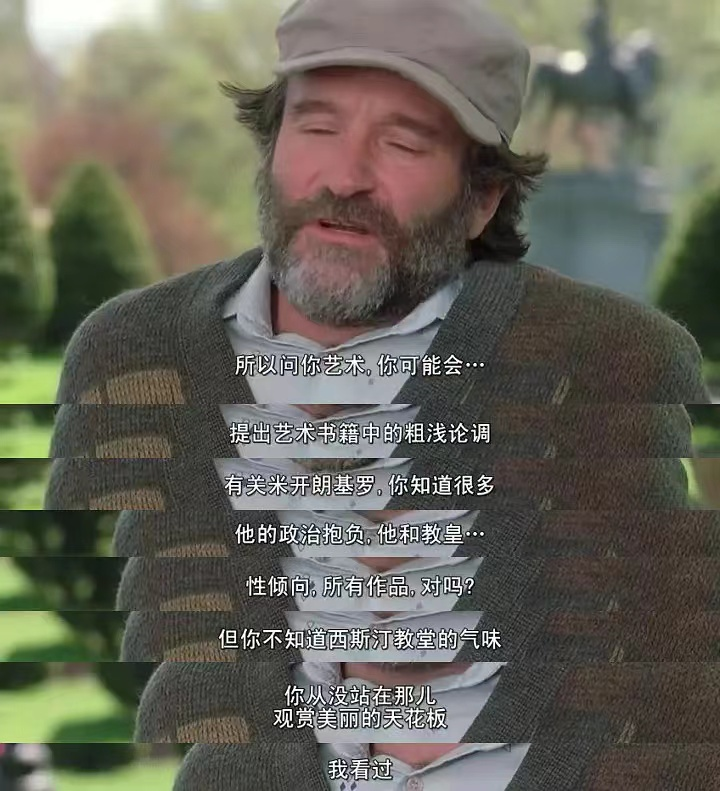 所以问你艺术,你可能会…
提出艺术书籍中的粗浅论调
有关米开朗基罗,你知道很多
他的政治抱负,他和教皇…
性倾向,所有作品,对吗?
但你不知道西斯汀教堂的气味
你从没站在那儿
观赏美丽的天花板
我看过